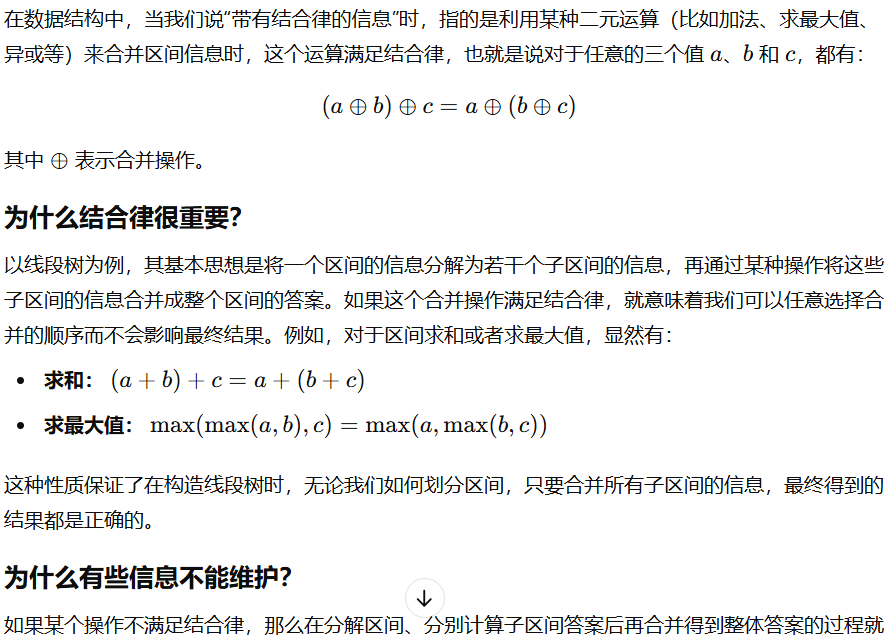 在数据结构中，当我们说“带有结合律的信息”时，指的是利用某种二元运算（比如加法、求最大值、
异或等）来合并区间信息时，这个运算满足结合律，也就是说对于任意的三个值 a、b 和 c，都有：
(a ⊕ b) ⊕ c = a ⊕ (b ⊕ c)
其中 ⊕ 表示合并操作。
为什么结合律很重要？
以线段树为例，其基本思想是将一个区间的信息分解为若干个子区间的信息，再通过某种操作将这些
子区间的信息合并成整个区间的答案。如果这个合并操作满足结合律，就意味着我们可以任意选择合
并的顺序而不会影响最终结果。例如，对于区间求和或者求最大值，显然有：
• 求和： (a + b) + c = a + (b + c)
• 求最大值： max(max(a, b), c) = max(a, max(b, c))
这种性质保证了在构造线段树时，无论我们如何划分区间，只要合并所有子区间的信息，最终得到的
结果都是正确的。
为什么有些信息不能维护？
如果某个操作不满足结合律，那么在分解区间、分别计算子区间答案后再合并得到整体答案的过程就